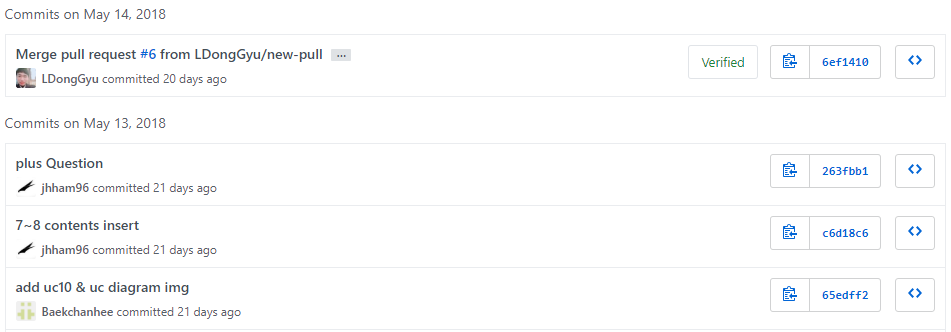 Commits on May 14, 2018
Merge pull request #6 from LDongGyu/new-pull ...
LDongGyu committed 20 days ago
Verified
6ef1410
Commits on May 13, 2018
plus Question
jhham96 committed 21 days ago
263fbb1
7~8 contents insert
jhham96 committed 21 days ago
c6d18c6
add uc10 & uc diagram img
Baekchanhee committed 21 days ago
65edff2